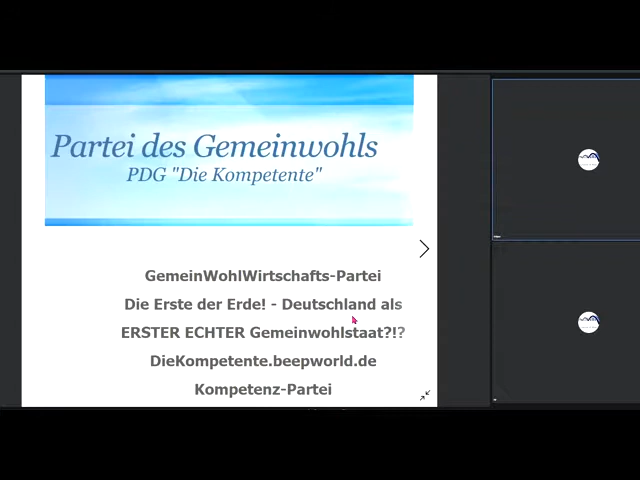 Partei des Gemeinwohls
PDG "Die Kompetente"
GemeinWohlWirtschafts-Partei
Die Erste der Erde! - Deutschland als
ERSTER ECHTER Gemeinwohlstaat?!?
DieKompetente.beepworld.de
Kompetenz-Partei